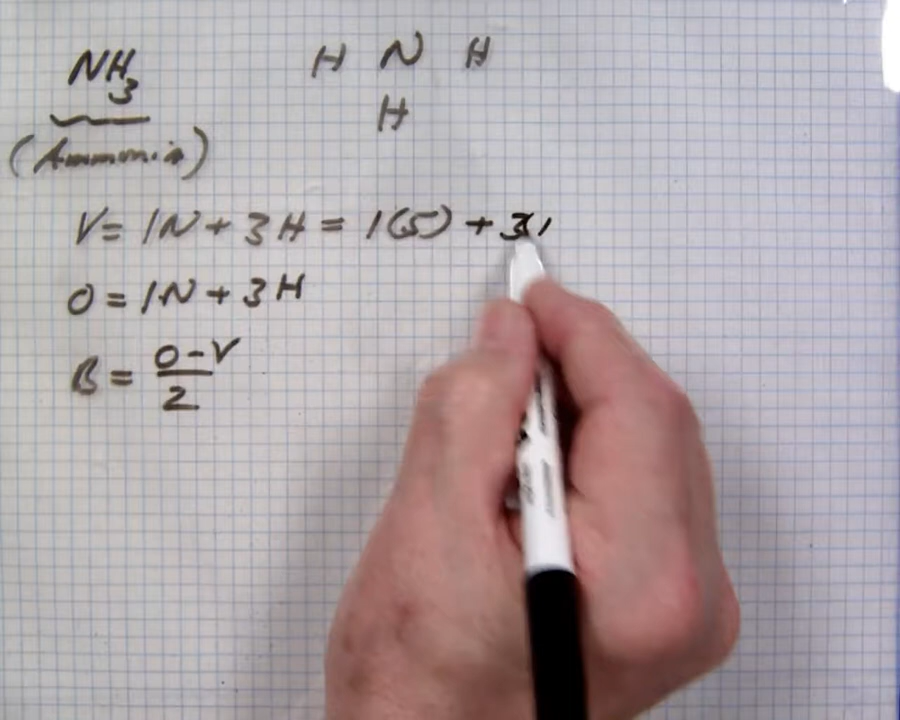 NH3 H N H
H
(Ammonia)
V = 1N + 3H = 1(5) + 3(1
O = 1N + 3H
B = O-V
2